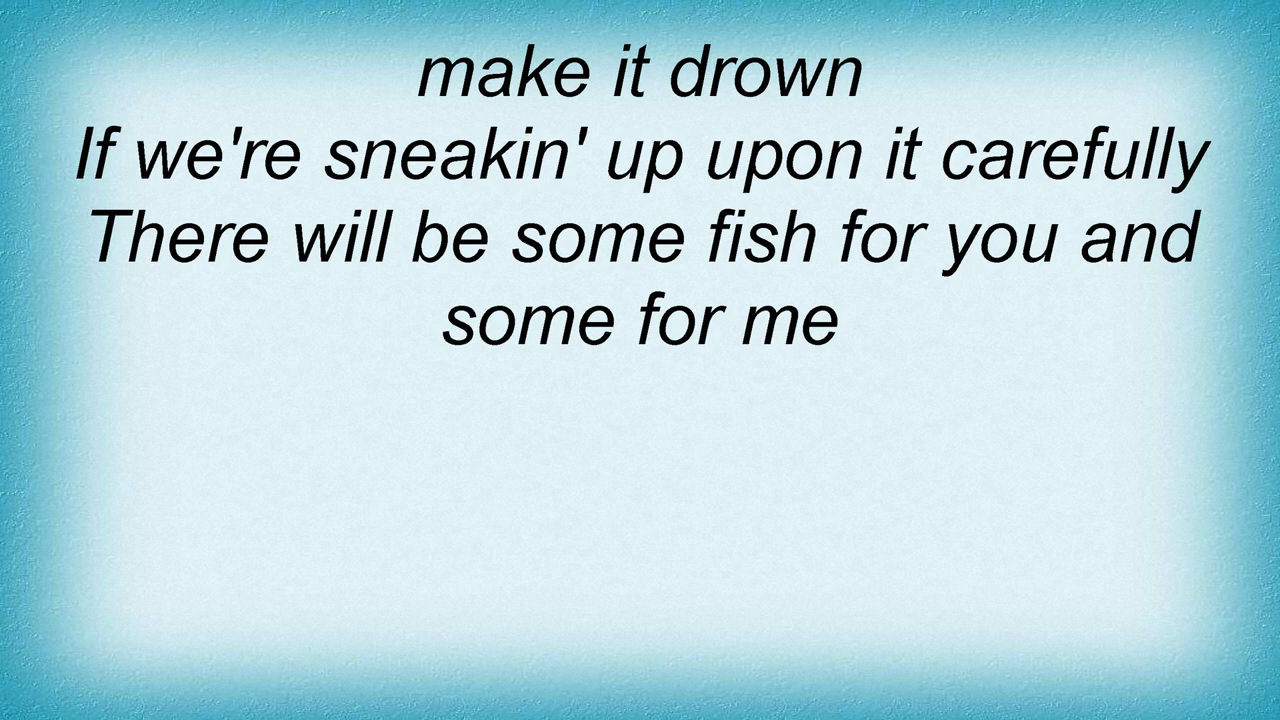 make it drown
If we're sneakin' up upon it carefully
There will be some fish for you and
some for me